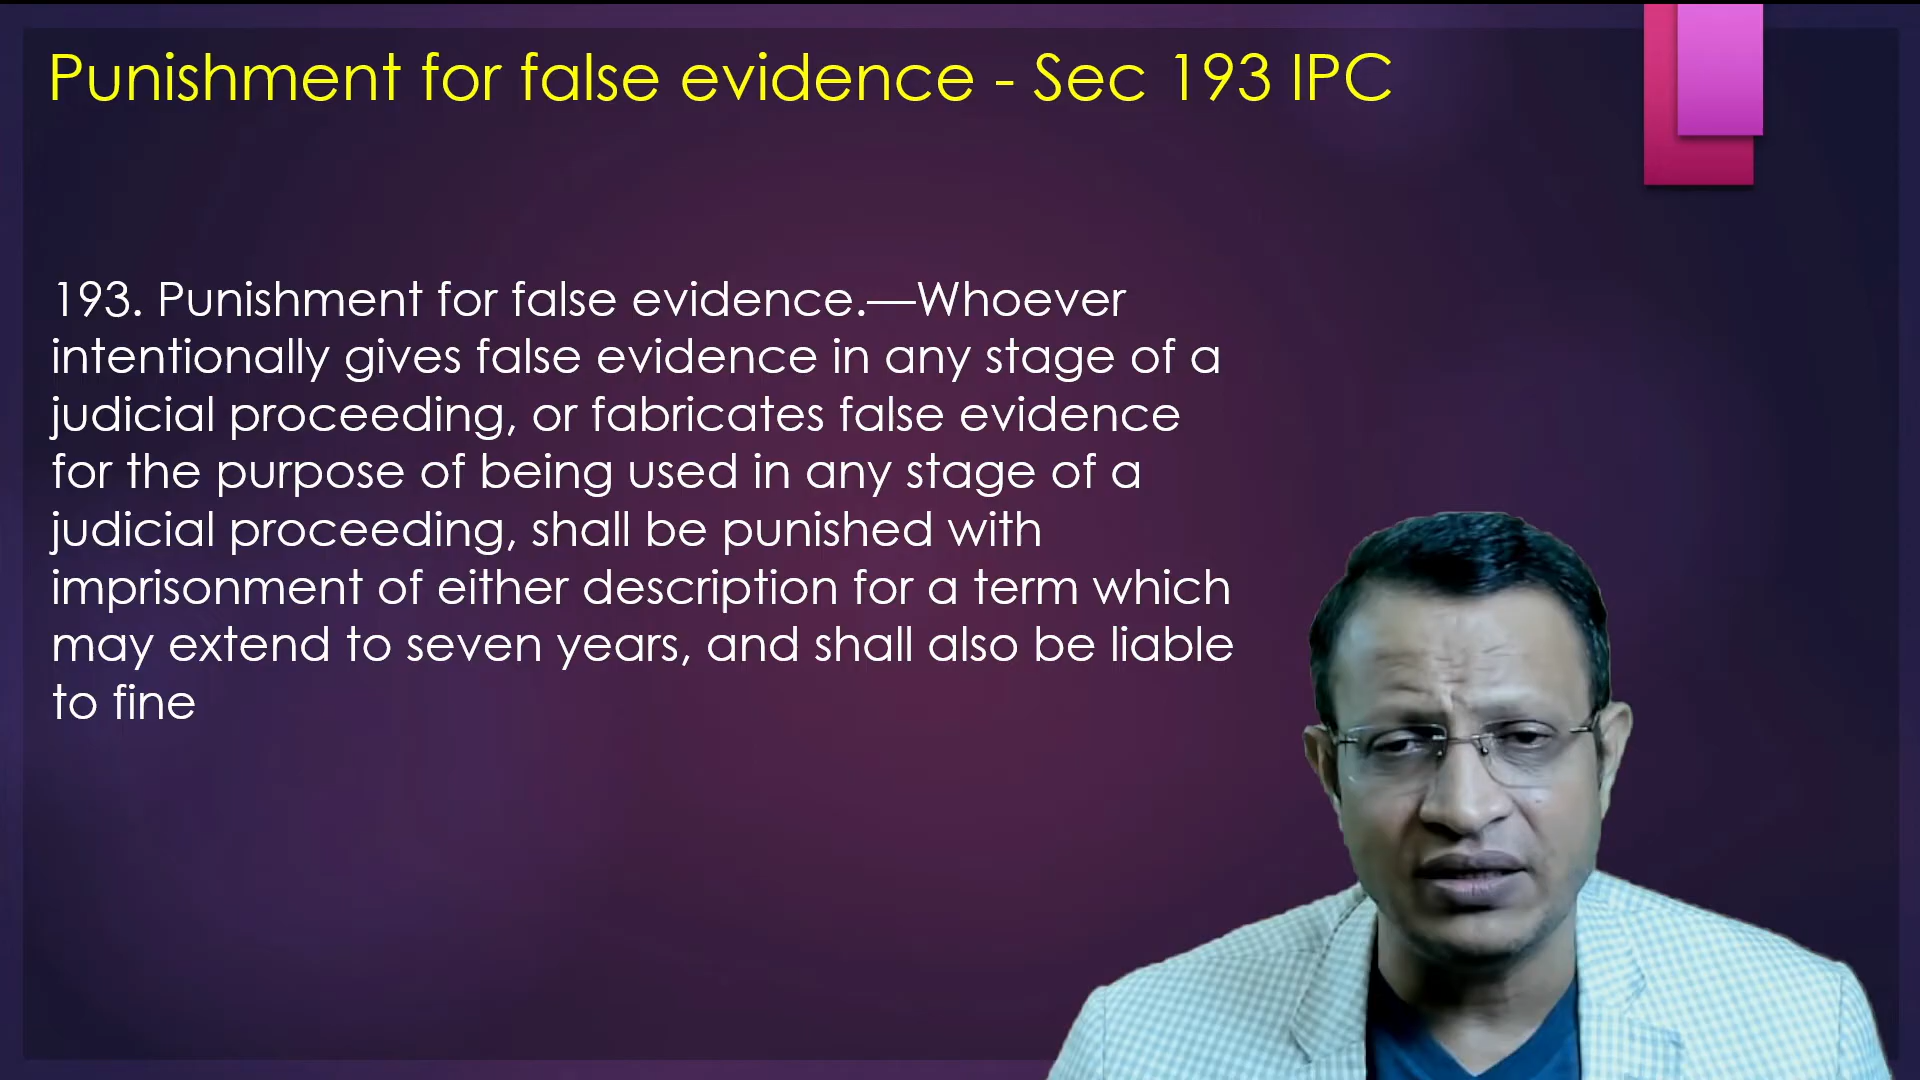 Punishment for false evidence - Sec 193 IPC
193. Punishment for false evidence.—Whoever
intentionally gives false evidence in any stage of a
judicial proceeding, or fabricates false evidence
for the purpose of being used in any stage of a
judicial proceeding, shall be punished with
imprisonment of either description for a term which
may extend to seven years, and shall also be liable
to fine